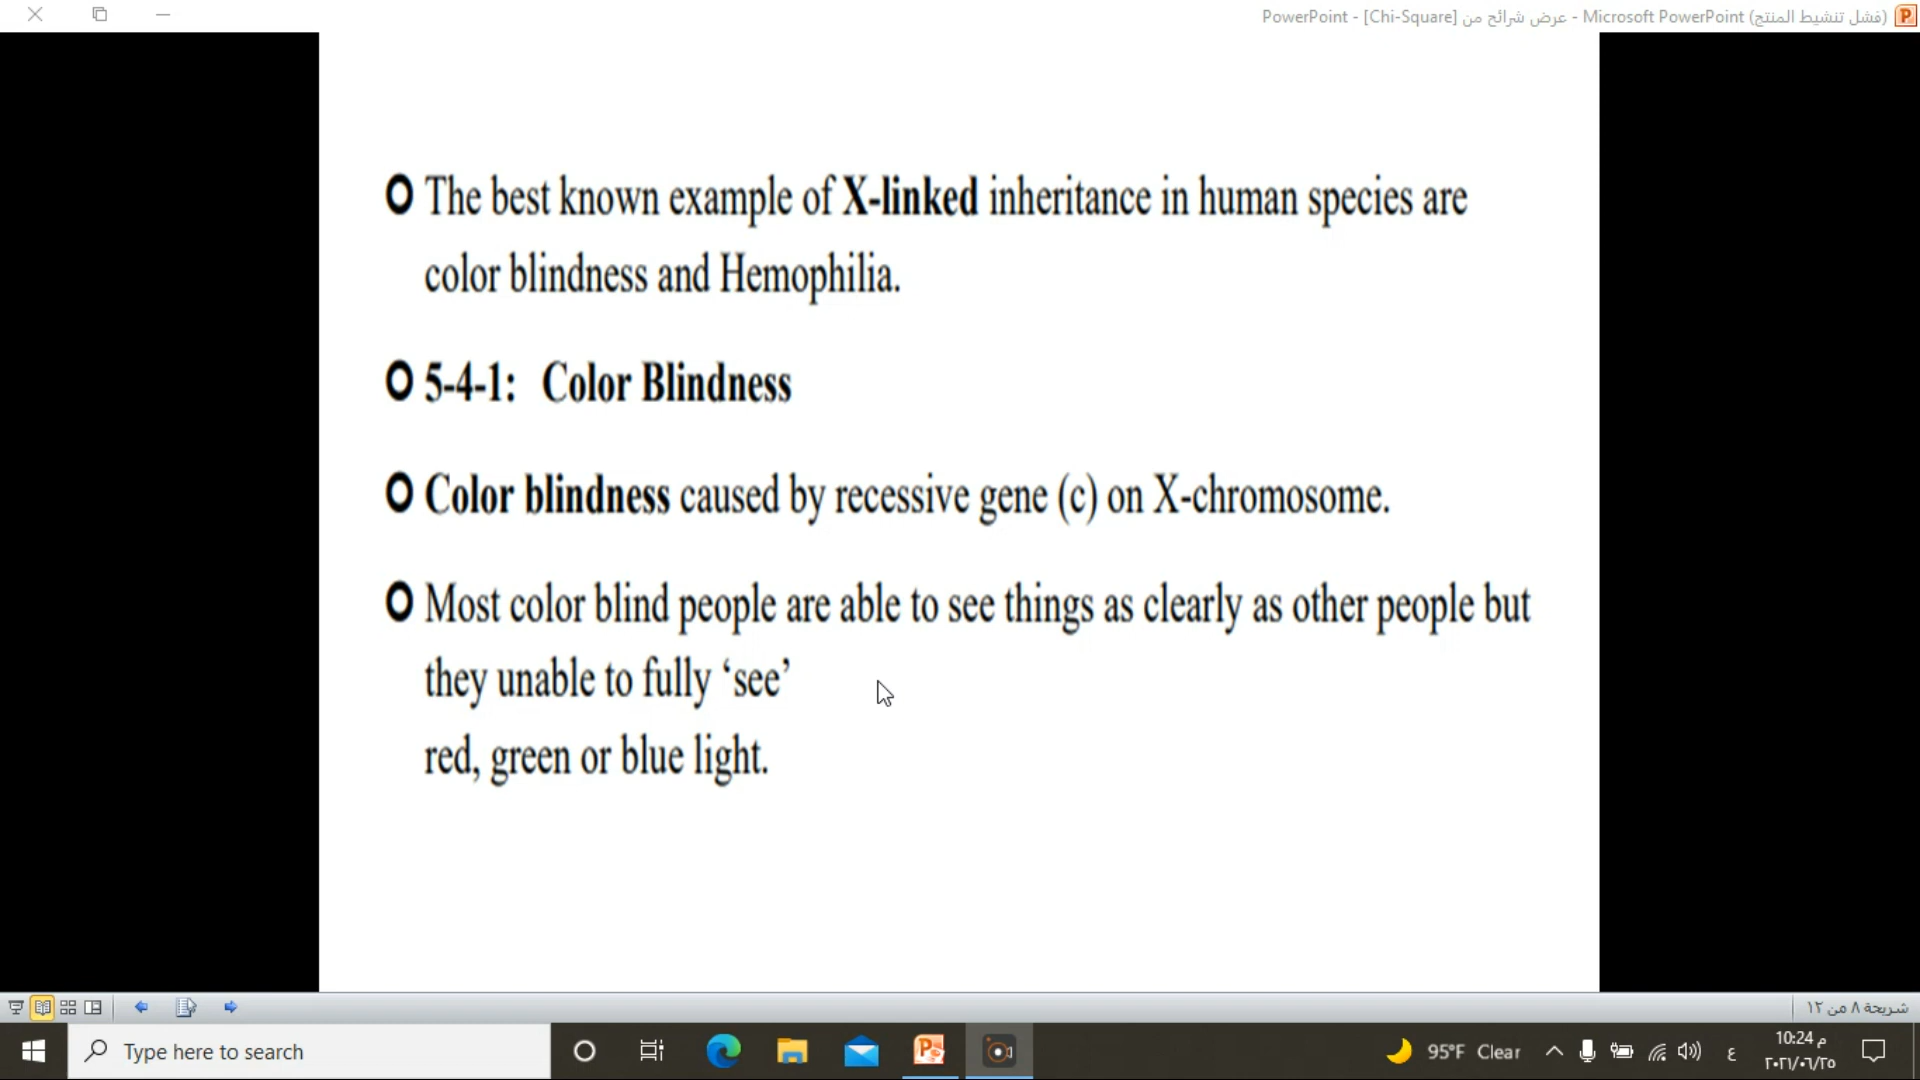 PowerPoint - [Chi-Square] عرض شرائح من - Microsoft PowerPoint (فشل تنشيط المنتج)
The best known example of X-linked inheritance in human species are
color blindness and Hemophilia.
5-4-1: Color Blindness
Color blindness caused by recessive gene (c) on X-chromosome.
Most color blind people are able to see things as clearly as other people but
they unable to fully ‘see’
red, green or blue light.
شريحة ٨ من ١٢
Type here to search
95°F Clear
ع
10:24 م
٢٠٢١/٠٦/٢٥